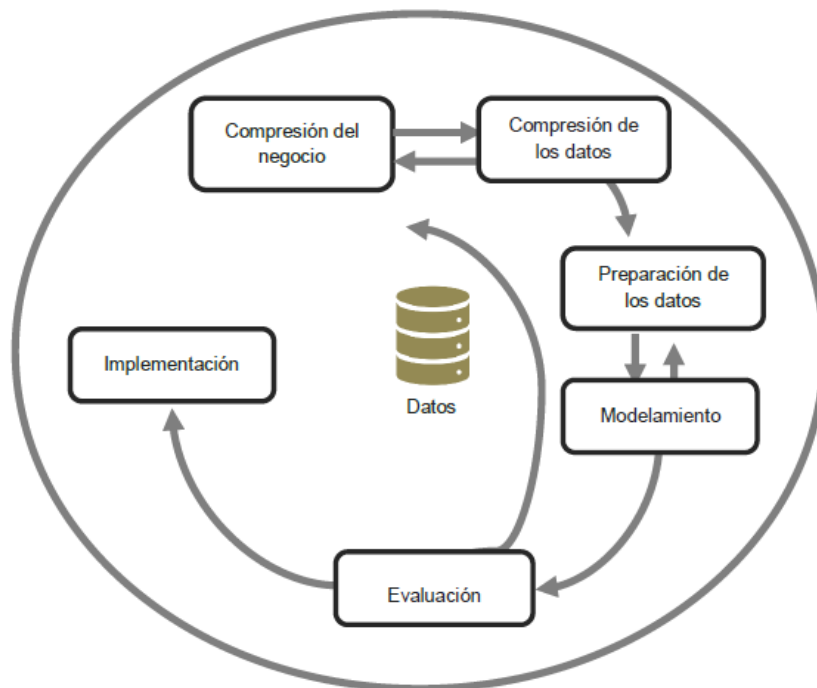 Compresión del
negocio
Compresión de
los datos
Preparación de
los datos
Implementación
Datos
Modelamiento
Evaluación